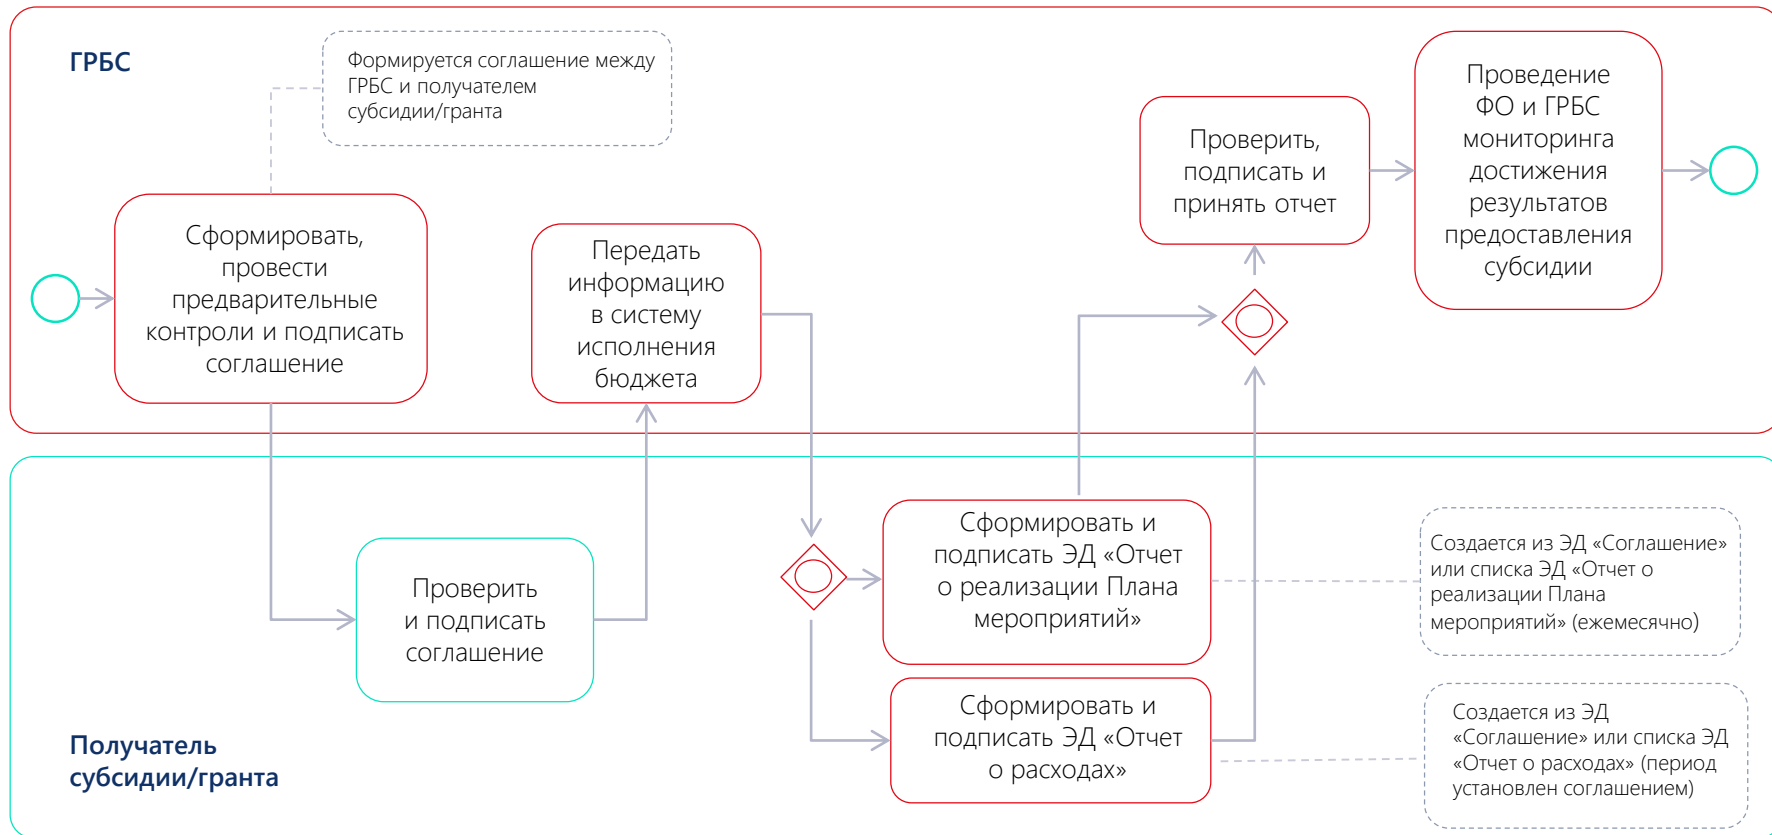 ГРБС
Формируется соглашение между
ГРБС и получателем
субсидии/гранта
Сформировать,
провести
предварительные
контроли и подписать
соглашение
Передать
информацию
в систему
исполнения
бюджета
Проверить,
подписать и
принять отчет
Проведение
ФО и ГРБС
мониторинга
достижения
результатов
предоставления
субсидии
Получатель
субсидии/гранта
Проверить
и подписать
соглашение
Сформировать и
подписать ЭД «Отчет
о реализации Плана
мероприятий»
Создается из ЭД «Соглашение»
или списка ЭД «Отчет о
реализации Плана
мероприятий» (ежемесячно)
Сформировать и
подписать ЭД «Отчет
о расходах»
Создается из ЭД
«Соглашение» или списка ЭД
«Отчет о расходах» (период
установлен соглашением)